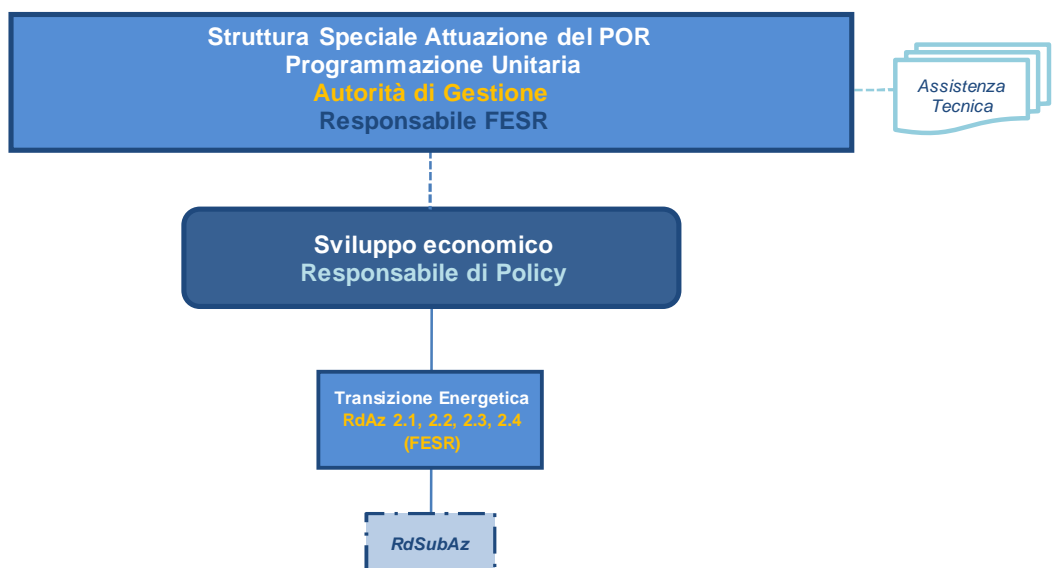 Struttura Speciale Attuazione del POR
Programmazione Unitaria
Autorità di Gestione
Responsabile FESR
Assistenza
Tecnica
Sviluppo economico
Responsabile di Policy
Transizione Energetica
RdAz 2.1, 2.2, 2.3, 2.4
(FESR)
RdSubAz